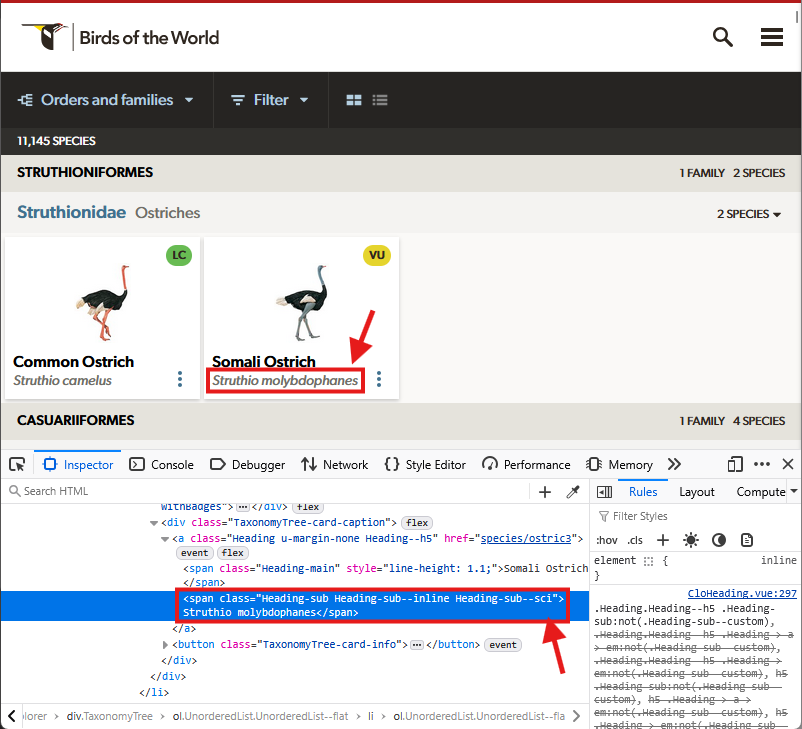 Birds of the World
Orders and families
Filter
11,145 SPECIES
STRUTHIONIFORMES
1 FAMILY 2 SPECIES
Struthionidae Ostriches
2 SPECIES
LC
VU
Common Ostrich
Struthio camelus
Somali Ostrich
Struthio molybdophanes
CASUARIIFORMES
1 FAMILY 4 SPECIES
Inspector
Console
Debugger
Network
Style Editor
Performance
Memory
Search HTML
Rules
Layout
Compute
withBadges"> </div> flex
<div class="TaxonomyTree-card-caption"> flex
<a class="Heading u-margin-none Heading--h5" href="species/ostric3">
event flex
<span class="Heading-main" style="line-height: 1.1;">Somali Ostrich
</span>
<span class="Heading-sub Heading-sub--inline Heading-sub--sci">
Struthio molybdophanes</span>
</a>
<button class="TaxonomyTree-card-info"> </button> event
</div>
</div>
</li>
Filter Styles
:hov .cls
element { inline
}
CloHeading.vue:297
.Heading.Heading--h5 .Heading-
sub:not(.Heading-sub--custom),
.Heading.Heading--h5 .Heading > a
> em:not(.Heading-sub--custom),
.Heading.Heading--h5 .Heading >
em:not(.Heading-sub--custom), h5
.Heading-sub:not(.Heading-sub--
custom), h5 .Heading > a >
em:not(.Heading-sub--custom), h5
.Heading > em:not(.Heading-sub--
plorer > div.TaxonomyTree > ol.UnorderedList.UnorderedList--flat > li > ol.UnorderedList.UnorderedList--fla